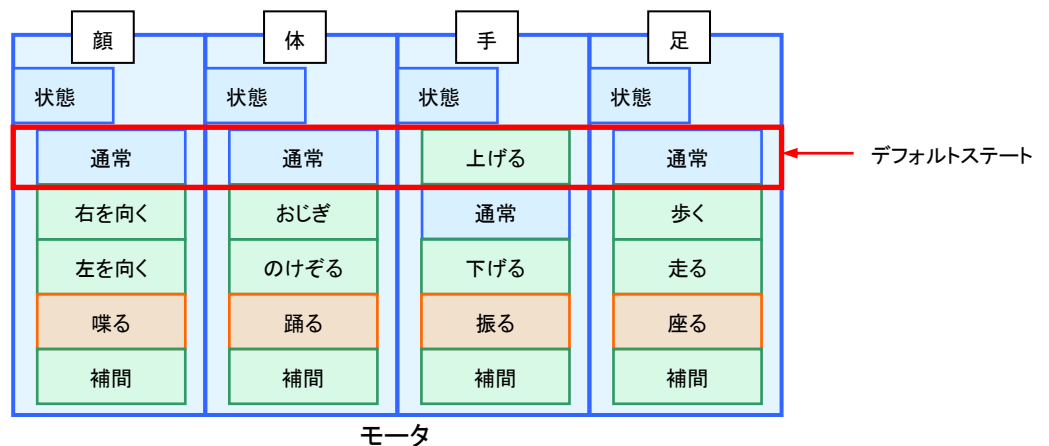 顔 体 手 足
状態 状態 状態 状態
通常 通常 上げる 通常 デフォルトステート
右を向く おじぎ 通常 歩く
左を向く のけぞる 下げる 走る
喋る 踊る 振る 座る
補間 補間 補間 補間
モータ